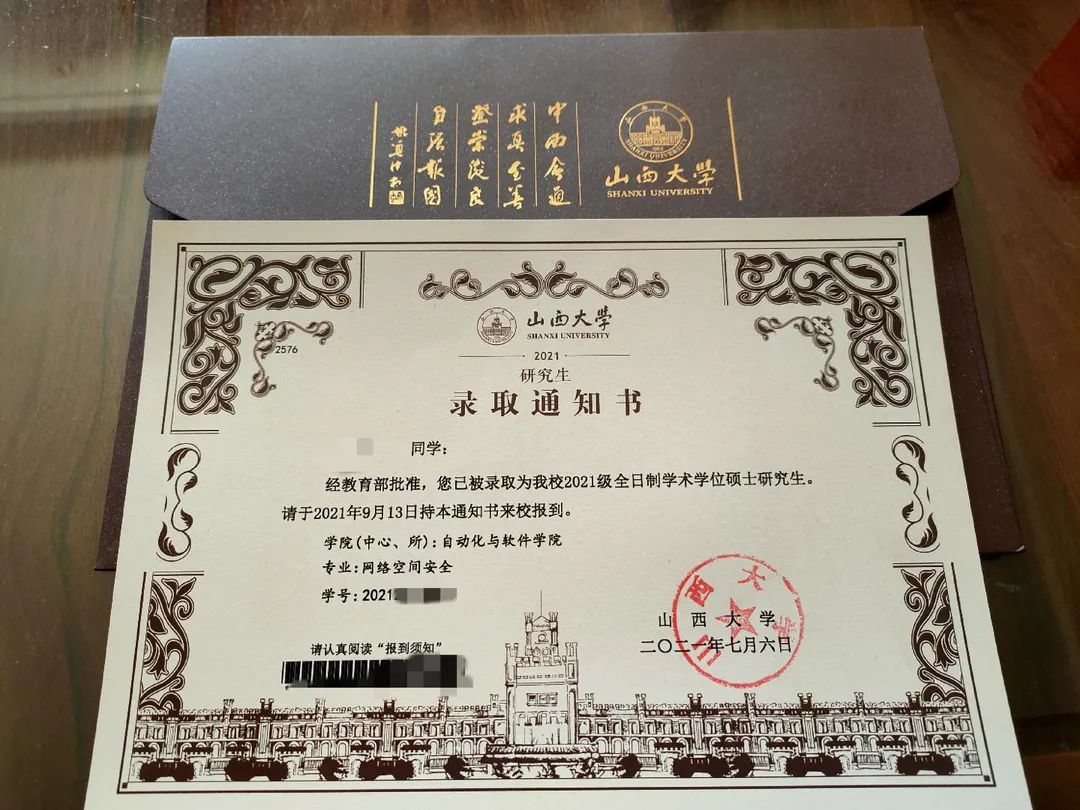 山西大学
SHANXI UNIVERSITY
中西会通
求真至善
登崇俊良
自强报国
山西大学
SHANXI UNIVERSITY
2576
2021
研究生
录取通知书
同学：
经教育部批准，您已被录取为我校2021级全日制学术学位硕士研究生。
请于2021年9月13日持本通知书来校报到。
学院(中心、所)：自动化与软件学院
专业：网络空间安全
学号：2021
山西大学
二〇二一年七月六日
山西大学
请认真阅读“报到须知”